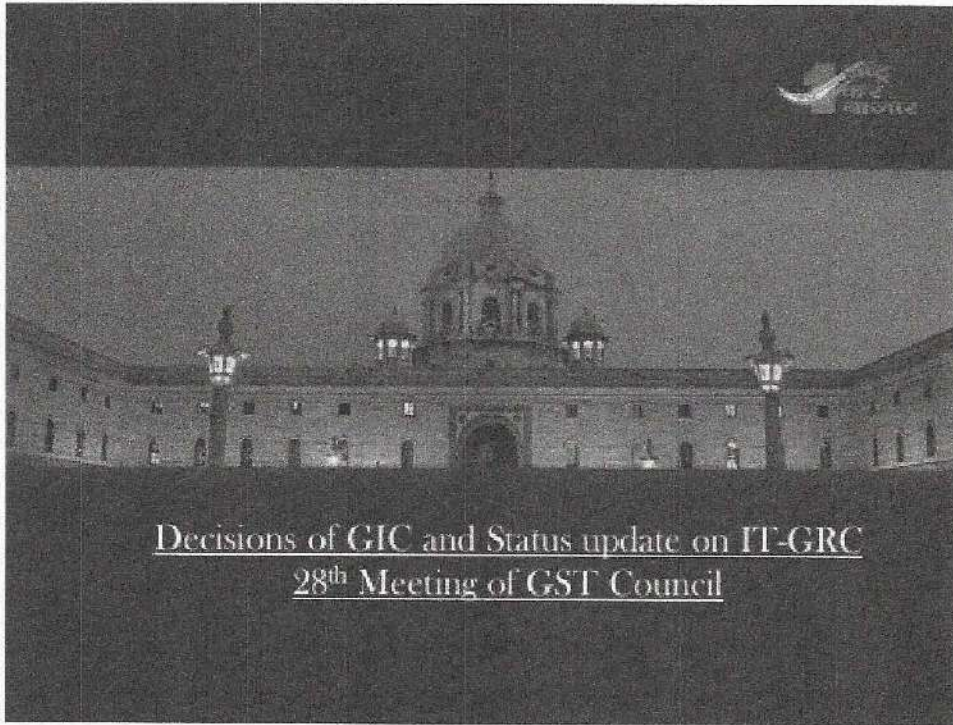 Decisions of GIC and Status update on IT-GRC
28th Meeting of GST Council